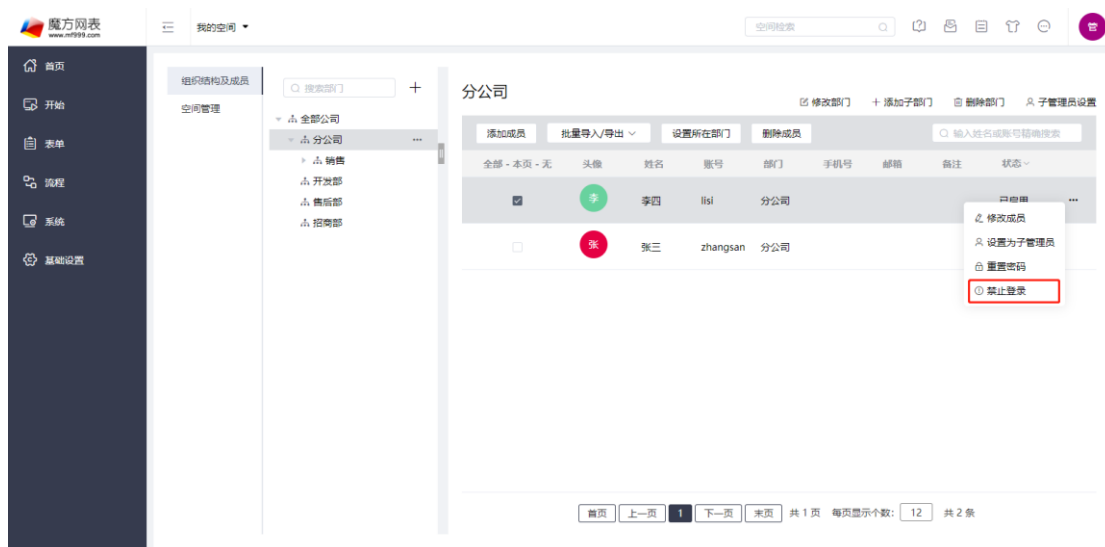 魔方网表
www.mf999.com
我的空间
空间检索
管
首页
开始
表单
流程
系统
基础设置
组织结构及成员
空间管理
搜索部门
全部公司
分公司
销售
开发部
售后部
招商部
分公司
修改部门 添加子部门 删除部门 子管理员设置
添加成员 批量导入/导出 设置所在部门 删除成员 输入姓名或账号精确搜索
全部 - 本页 - 无 头像 姓名 账号 部门 手机号 邮箱 备注 状态
李 李四 lisi 分公司 已启用
张 张三 zhangsan 分公司
修改成员
设置为子管理员
重置密码
禁止登录
首页 上一页 1 下一页 末页 共 1 页 每页显示个数: 12 共 2 条